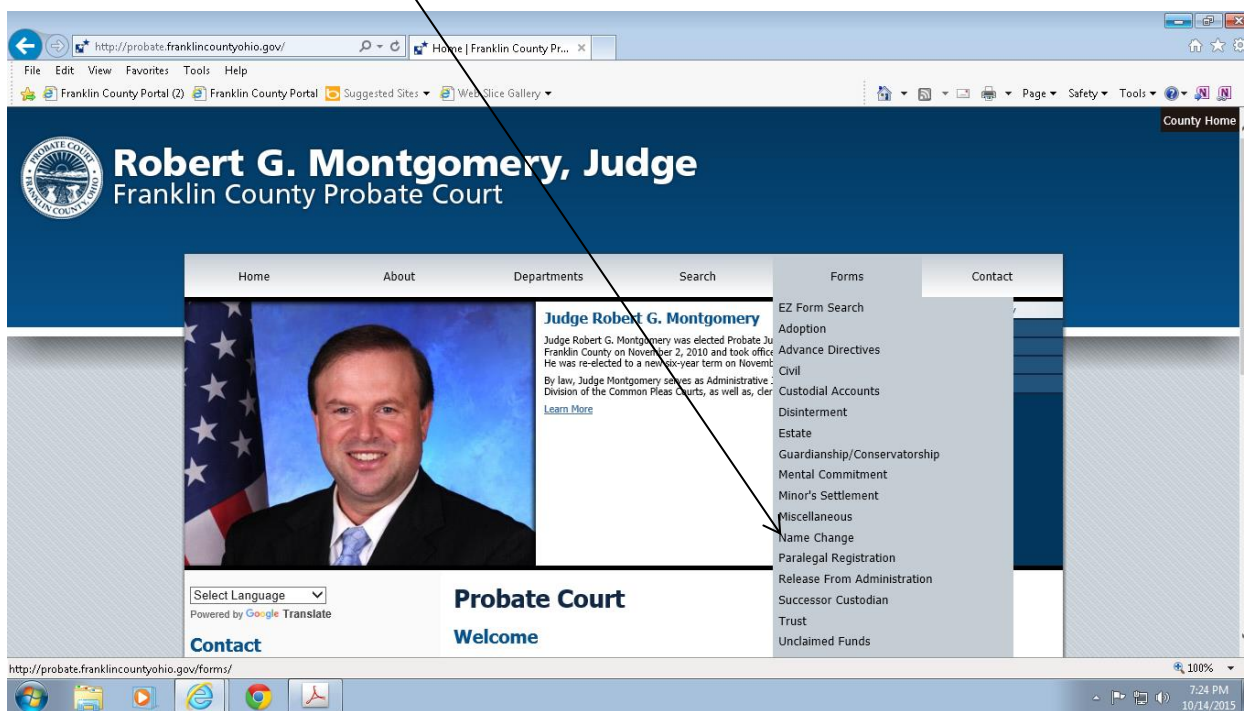 http://probate.franklincountyohio.gov/
Home | Franklin County Pr...
File Edit View Favorites Tools Help
Franklin County Portal (2) Franklin County Portal Suggested Sites Web Slice Gallery
Page Safety Tools
County Home
PROBATE COURT
FRANKLIN COUNTY, OHIO
Robert G. Montgomery, Judge
Franklin County Probate Court
Home About Departments Search Forms Contact
Judge Robert G. Montgomery
Judge Robert G. Montgomery was elected Probate Ju
Franklin County on November 2, 2010 and took office
He was re-elected to a new six-year term on Novemb
By law, Judge Montgomery serves as Administrative
Division of the Common Pleas Courts, as well as, cler
Learn More
EZ Form Search
Adoption
Advance Directives
Civil
Custodial Accounts
Disinterment
Estate
Guardianship/Conservatorship
Mental Commitment
Minor's Settlement
Miscellaneous
Name Change
Paralegal Registration
Release From Administration
Successor Custodian
Trust
Unclaimed Funds
Select Language
Powered by Google Translate
Contact
Probate Court
Welcome
http://probate.franklincountyohio.gov/forms/
100%
7:24 PM
10/14/2015